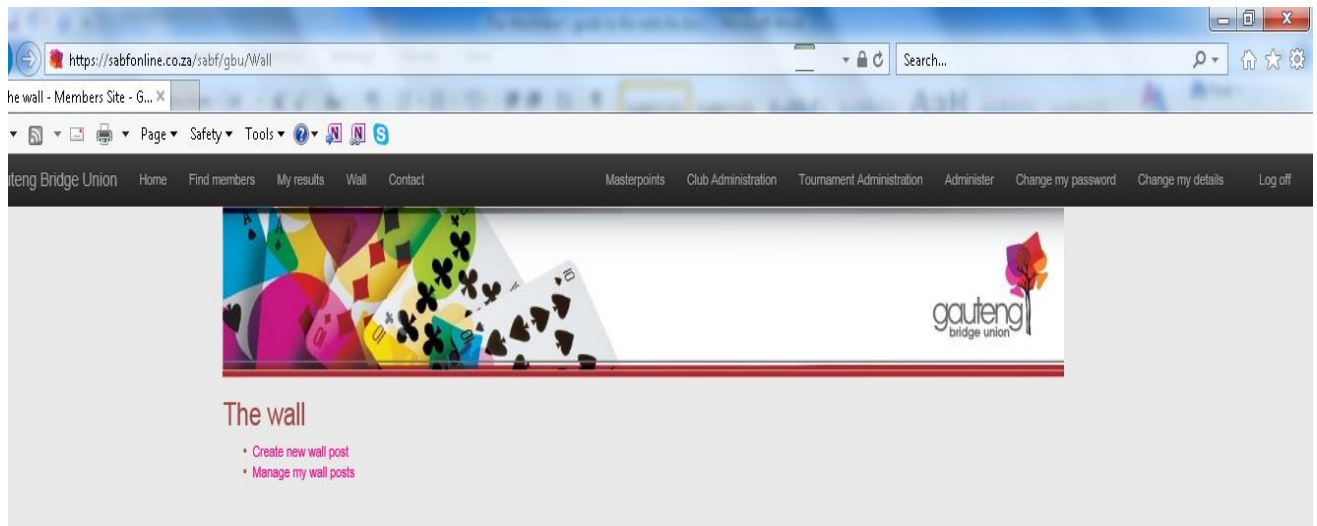 https://sabfonline.co.za/sabf/gbu/Wall
Search...
he wall - Members Site - G...
Page Safety Tools
uteng Bridge Union Home Find members My results Wall Contact Masterpoints Club Administration Tournament Administration Administer Change my password Change my details Log off
gauteng
bridge union
The wall
• Create new wall post
• Manage my wall posts